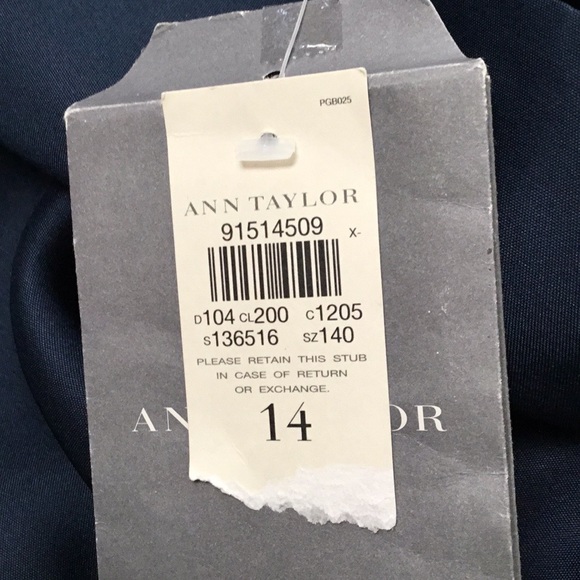 PGB025
ANN TAYLOR
91514509 X-
D104 CL200 C1205
S136516 SZ140
PLEASE RETAIN THIS STUB
IN CASE OF RETURN
OR EXCHANGE.
14
AN OR